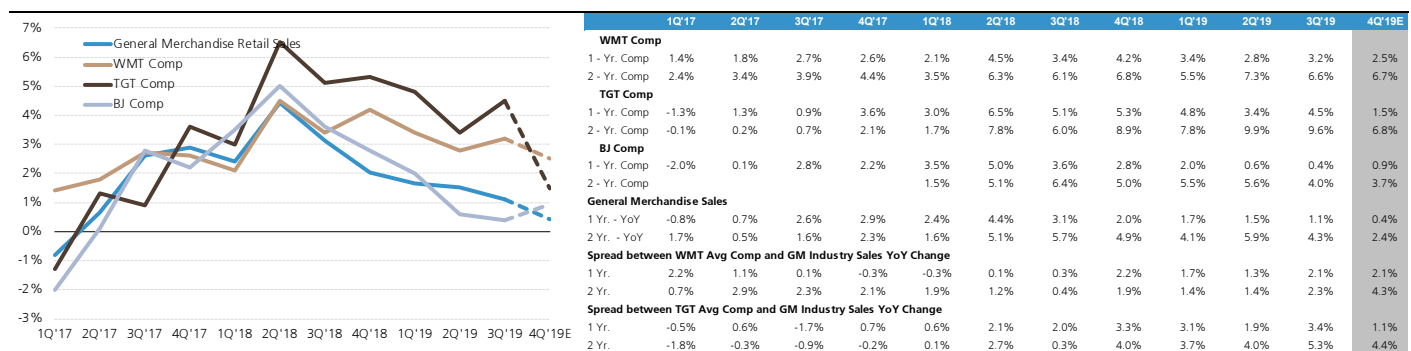 7%
6%
5%
4%
3%
2%
1%
0%
-1%
-2%
-3%
General Merchandise Retail Sales
WMT Comp
TGT Comp
BJ Comp
1Q'17 2Q'17 3Q'17 4Q'17 1Q'18 2Q'18 3Q'18 4Q'18 1Q'19 2Q'19 3Q'19 4Q'19E
1Q'17 2Q'17 3Q'17 4Q'17 1Q'18 2Q'18 3Q'18 4Q'18 1Q'19 2Q'19 3Q'19 4Q'19E
WMT Comp
1 - Yr. Comp 1.4% 1.8% 2.7% 2.6% 2.1% 4.5% 3.4% 4.2% 3.4% 2.8% 3.2% 2.5%
2 - Yr. Comp 2.4% 3.4% 3.9% 4.4% 3.5% 6.3% 6.1% 6.8% 5.5% 7.3% 6.6% 6.7%
TGT Comp
1 - Yr. Comp -1.3% 1.3% 0.9% 3.6% 3.0% 6.5% 5.1% 5.3% 4.8% 3.4% 4.5% 1.5%
2 - Yr. Comp -0.1% 0.2% 0.7% 2.1% 1.7% 7.8% 6.0% 8.9% 7.8% 9.9% 9.6% 6.8%
BJ Comp
1 - Yr. Comp -2.0% 0.1% 2.8% 2.2% 3.5% 5.0% 3.6% 2.8% 2.0% 0.6% 0.4% 0.9%
2 - Yr. Comp 1.5% 5.1% 6.4% 5.0% 5.5% 5.6% 4.0% 3.7%
General Merchandise Sales
1 Yr. - YoY -0.8% 0.7% 2.6% 2.9% 2.4% 4.4% 3.1% 2.0% 1.7% 1.5% 1.1% 0.4%
2 Yr. - YoY 1.7% 0.5% 1.6% 2.3% 1.6% 5.1% 5.7% 4.9% 4.1% 5.9% 4.3% 2.4%
Spread between WMT Avg Comp and GM Industry Sales YoY Change
1 Yr. 2.2% 1.1% 0.1% -0.3% -0.3% 0.1% 0.3% 2.2% 1.7% 1.3% 2.1% 2.1%
2 Yr. 0.7% 2.9% 2.3% 2.1% 1.9% 1.2% 0.4% 1.9% 1.4% 1.4% 2.3% 4.3%
Spread between TGT Avg Comp and GM Industry Sales YoY Change
1 Yr. -0.5% 0.6% -1.7% 0.7% 0.6% 2.1% 2.0% 3.3% 3.1% 1.9% 3.4% 1.1%
2 Yr. -1.8% -0.3% -0.9% -0.2% 0.1% 2.7% 0.3% 4.0% 3.7% 4.0% 5.3% 4.4%